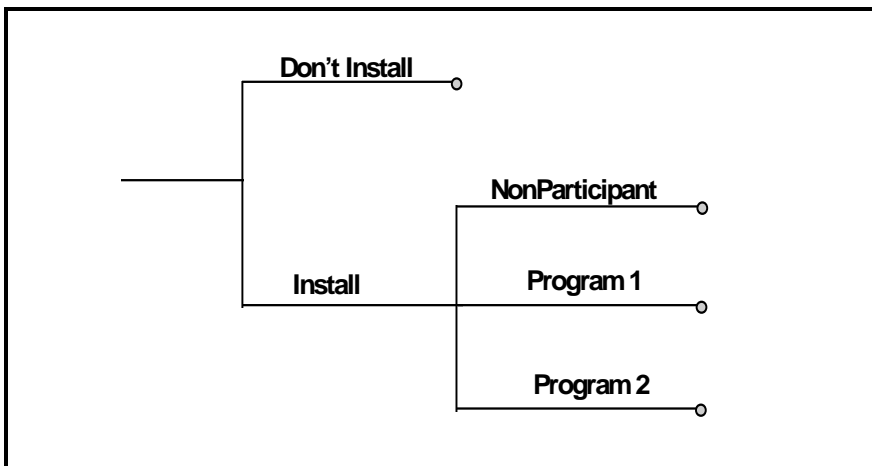 Don't Install
NonParticipant
Install
Program 1
Program 2